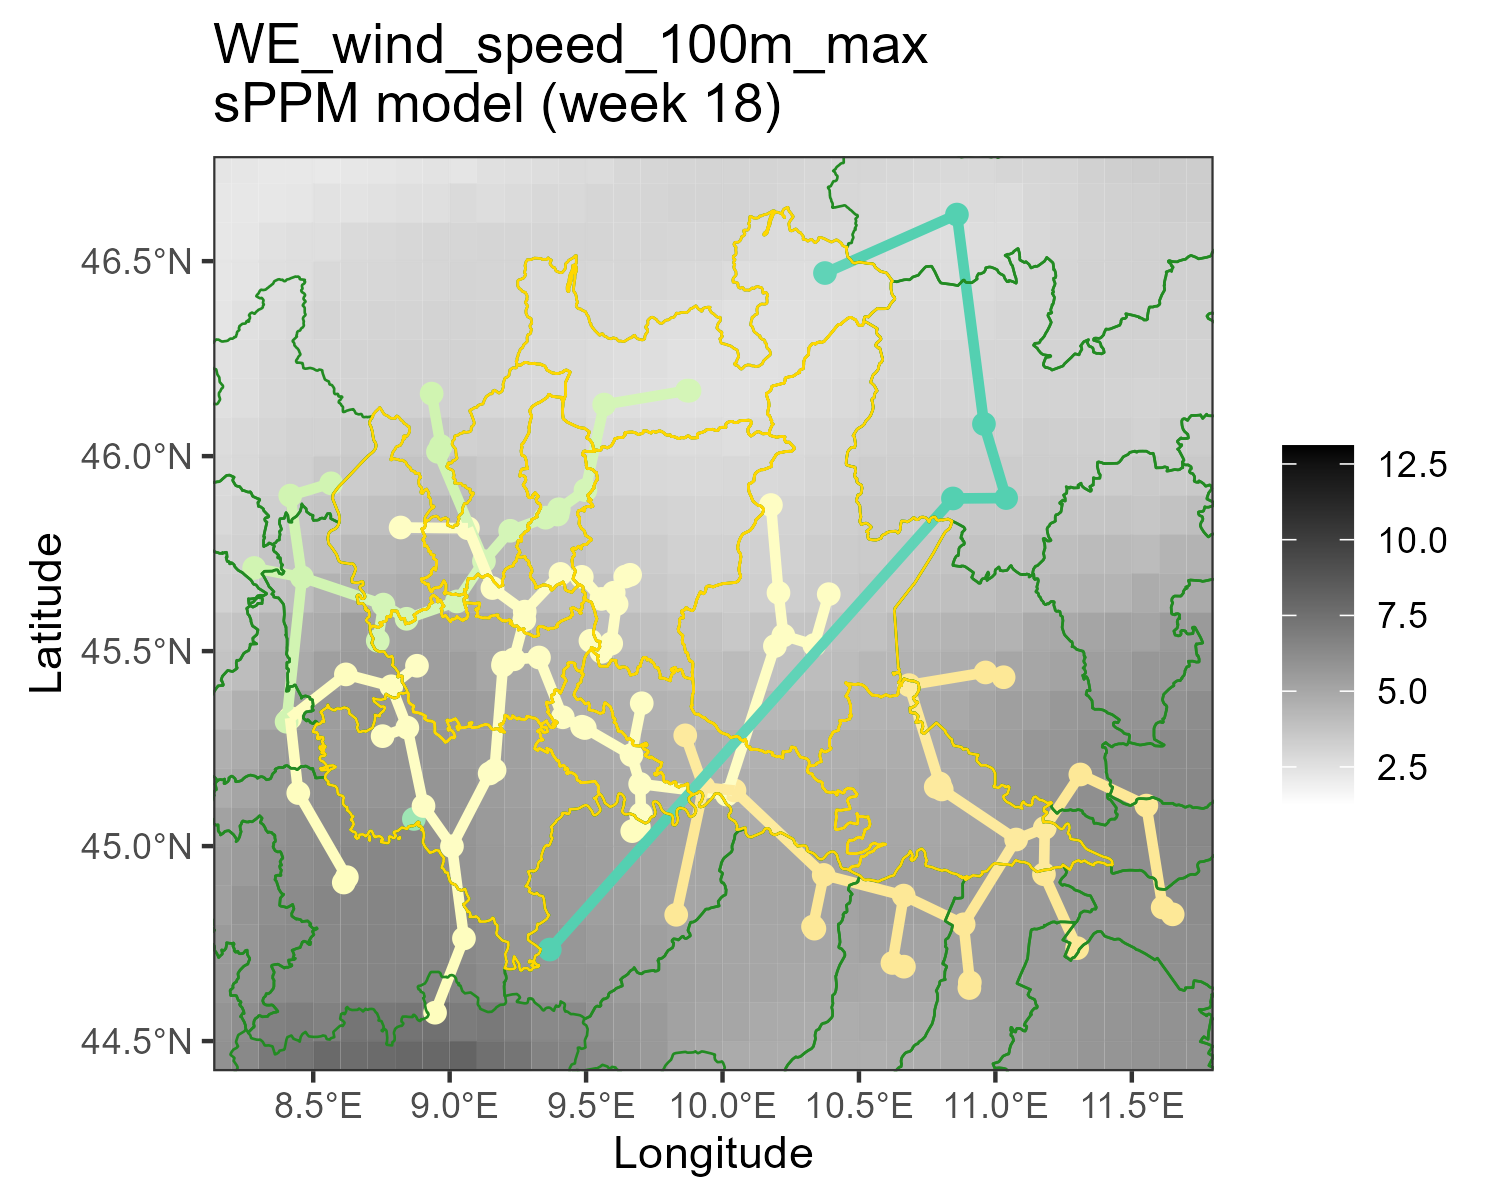 WE_wind_speed_100m_max
sPPM model (week 18)
46.5°N
46.0°N
45.5°N
45.0°N
44.5°N
Latitude
8.5°E 9.0°E 9.5°E 10.0°E 10.5°E 11.0°E 11.5°E
Longitude
12.5
10.0
7.5
5.0
2.5